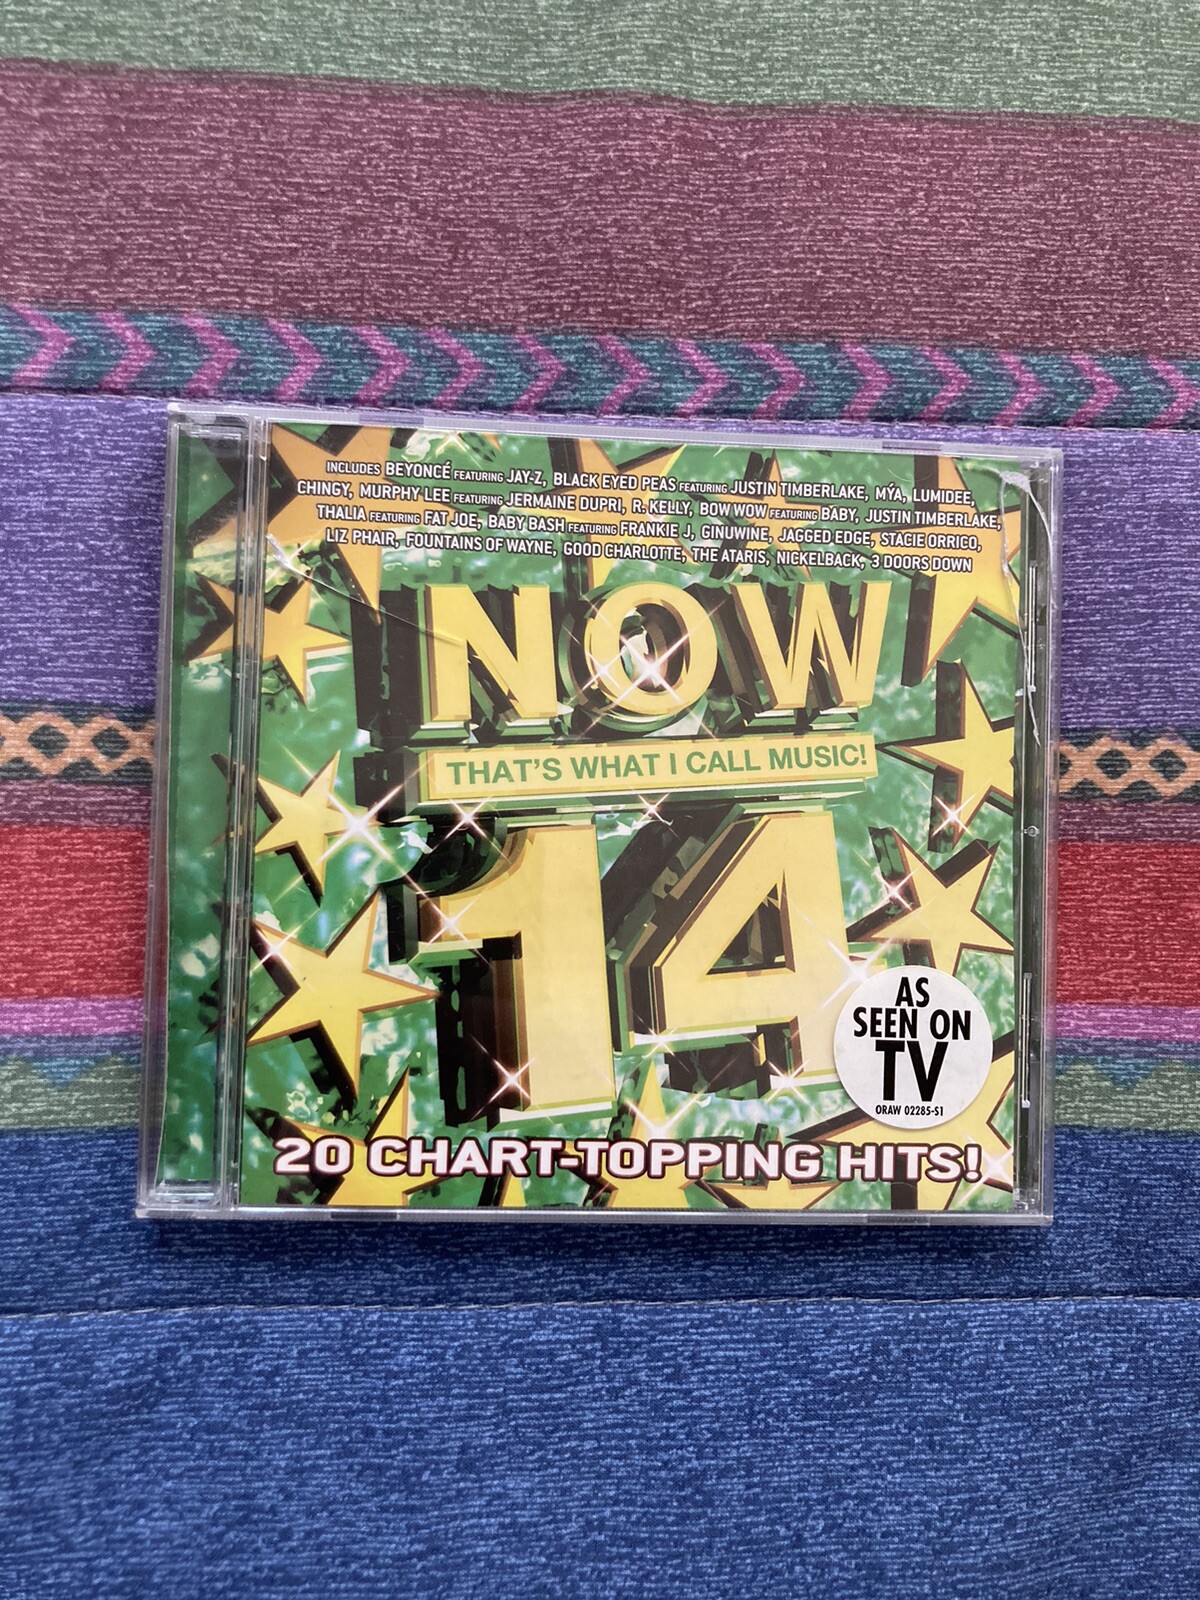 INCLUDES BEYONCÉ FEATURING JAY-Z, BLACK EYED PEAS FEATURING JUSTIN TIMBERLAKE, MÝA, LUMIDEE,
CHINGY, MURPHY LEE FEATURING JERMAINE DUPRI, R. KELLY, BOW WOW FEATURING BABY, JUSTIN TIMBERLAKE,
THALIA FEATURING FAT JOE, BABY BASH FEATURING FRANKIE J, GINUWINE, JAGGED EDGE, STACIE ORRICO,
LIZ PHAIR, FOUNTAINS OF WAYNE, GOOD CHARLOTTE, THE ATARIS, NICKELBACK, 3 DOORS DOWN
NOW
THAT'S WHAT I CALL MUSIC!
14
AS
SEEN ON
TV
ORAW 02285-S1
20 CHART-TOPPING HITS!